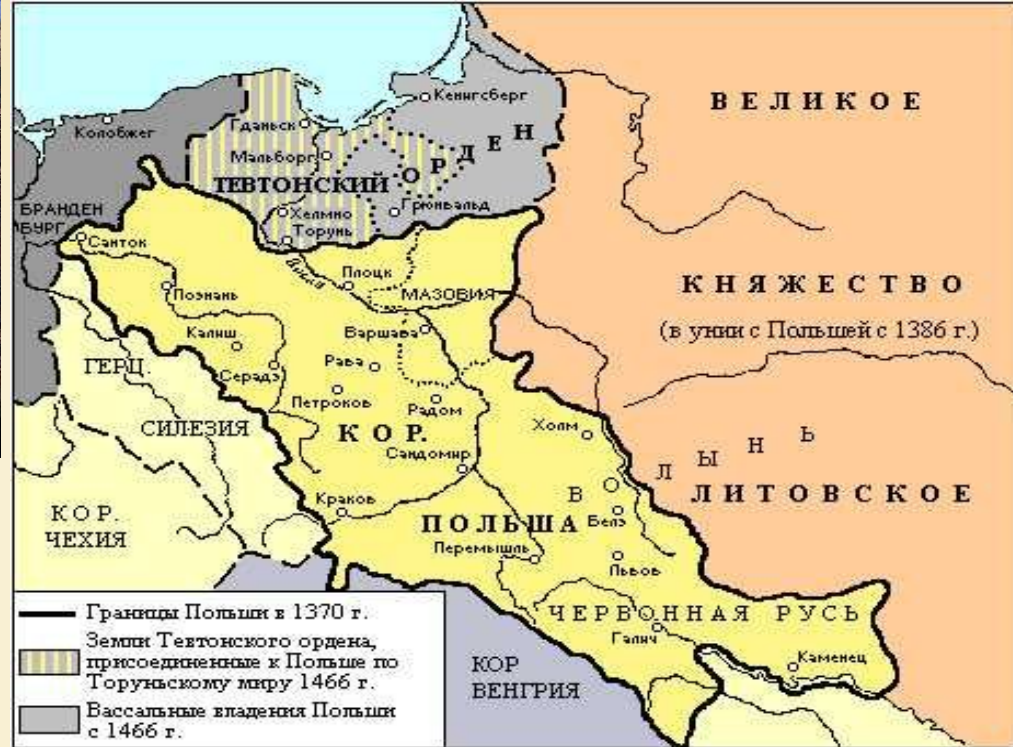 ВЕЛИКОЕ
Кенигсберг
Колобжег
Гданьск
Мальборг
ТЕВТОНСКИЙ ОРДЕН
БРАНДЕН
БУРГ
Хелмно
Грюнвальд
Торунь
Санток
Висла
Плоцк
КНЯЖЕСТВО
Познань
МАЗОВИЯ
(в унии с Польшей с 1386 г.)
Варшава
Калиш
ГЕРЦ.
Рава
Серадз
Петроков
Радом
СИЛЕЗИЯ
КОР.
Холм
ВОЛЫНЬ
Сандомир
ЛИТОВСКОЕ
Краков
КОР.
ЧЕХИЯ
ПОЛЬША
Белз
Перемышль
Львов
Границы Польши в 1370 г.
ЧЕРВОННАЯ РУСЬ
Земли Тевтонского ордена,
присоединенные к Польше по
Торуньскому миру 1466 г.
Галич
Каменец
КОР
ВЕНГРИЯ
Вассальные владения Польши
с 1466 г.